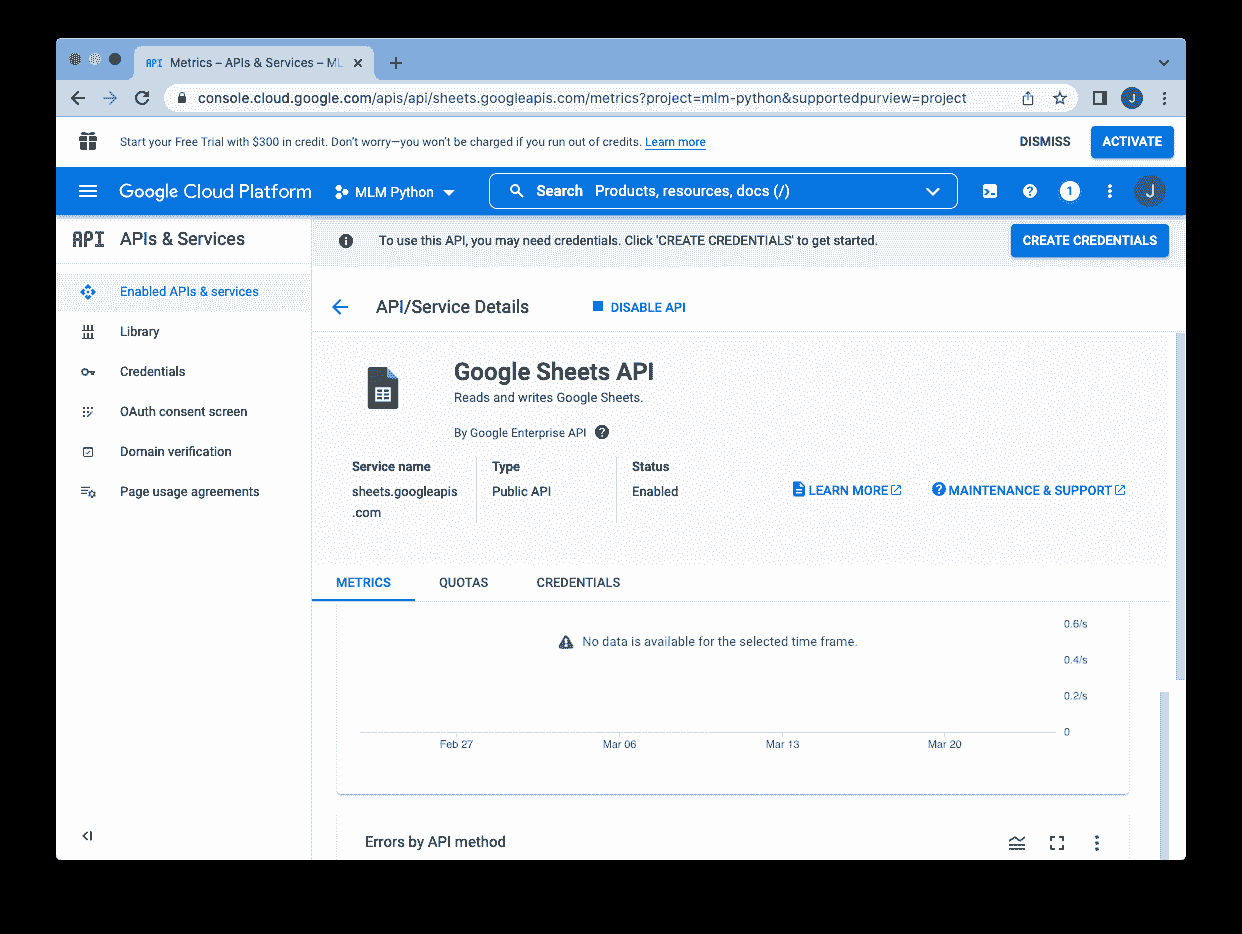 API Metrics – APIs & Services – ML
console.cloud.google.com/apis/api/sheets.googleapis.com/metrics?project=mlm-python&supportedpurview=project
J
Start your Free Trial with $300 in credit. Don't worry—you won't be charged if you run out of credits. Learn more
DISMISS
ACTIVATE
Google Cloud Platform
MLM Python
Search Products, resources, docs (/)
1
J
API APIs & Services
Enabled APIs & services
Library
Credentials
OAuth consent screen
Domain verification
Page usage agreements
To use this API, you may need credentials. Click 'CREATE CREDENTIALS' to get started.
CREATE CREDENTIALS
API/Service Details
DISABLE API
Google Sheets API
Reads and writes Google Sheets.
By Google Enterprise API
Service name
sheets.googleapis
.com
Type
Public API
Status
Enabled
LEARN MORE
MAINTENANCE & SUPPORT
METRICS
QUOTAS
CREDENTIALS
No data is available for the selected time frame.
0.6/s
0.4/s
0.2/s
0
Feb 27
Mar 06
Mar 13
Mar 20
Errors by API method